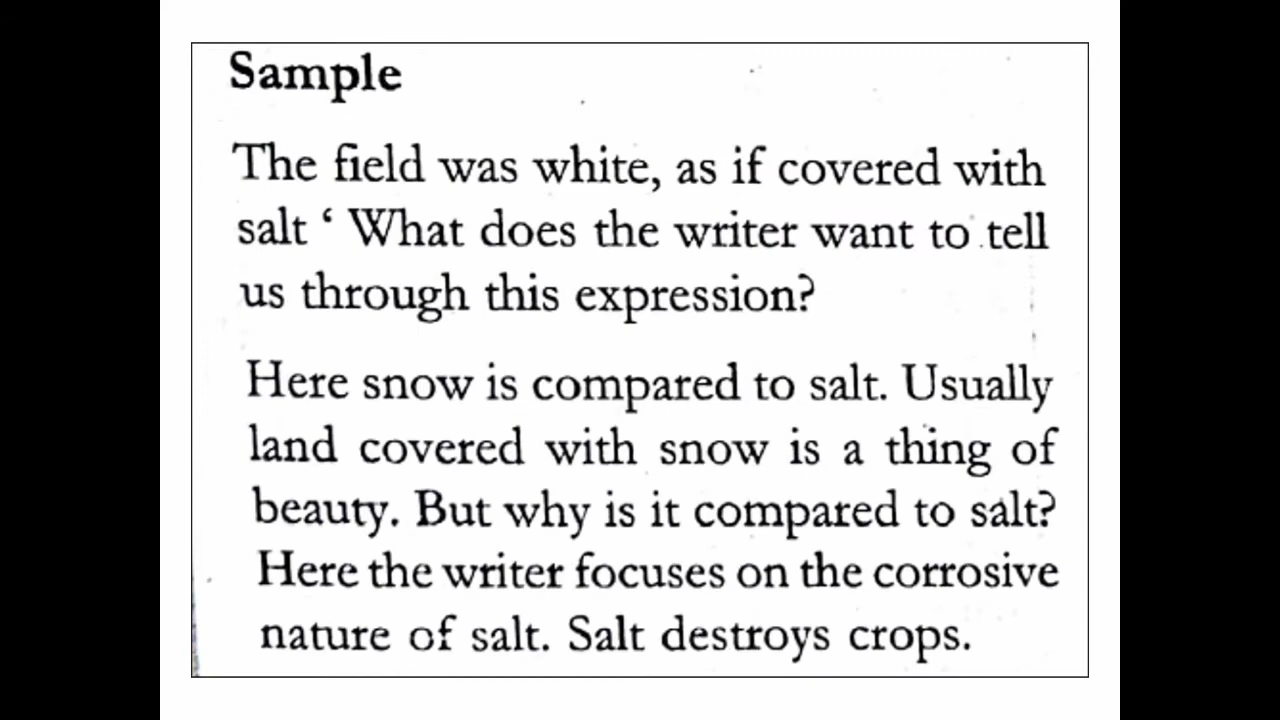 Sample
The field was white, as if covered with
salt ‘ What does the writer want to tell
us through this expression?
Here snow is compared to salt. Usually
land covered with snow is a thing of
beauty. But why is it compared to salt?
Here the writer focuses on the corrosive
nature of salt. Salt destroys crops.